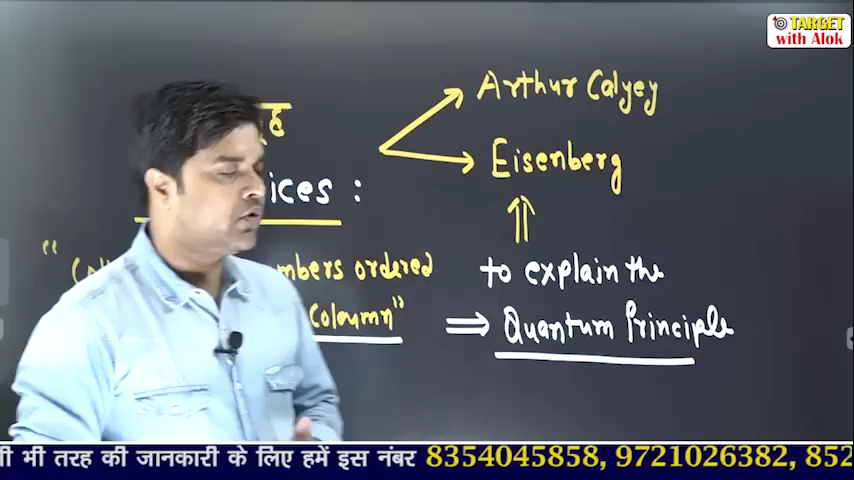 TARGET
with Alok
Arthur Calyey
Eisenberg
ices :
to explain the
mbers ordered
⇒ Quantum Principle
Coloumn"
ी भी तरह की जानकारी के लिए हमें इस नंबर 8354045858, 9721026382, 852